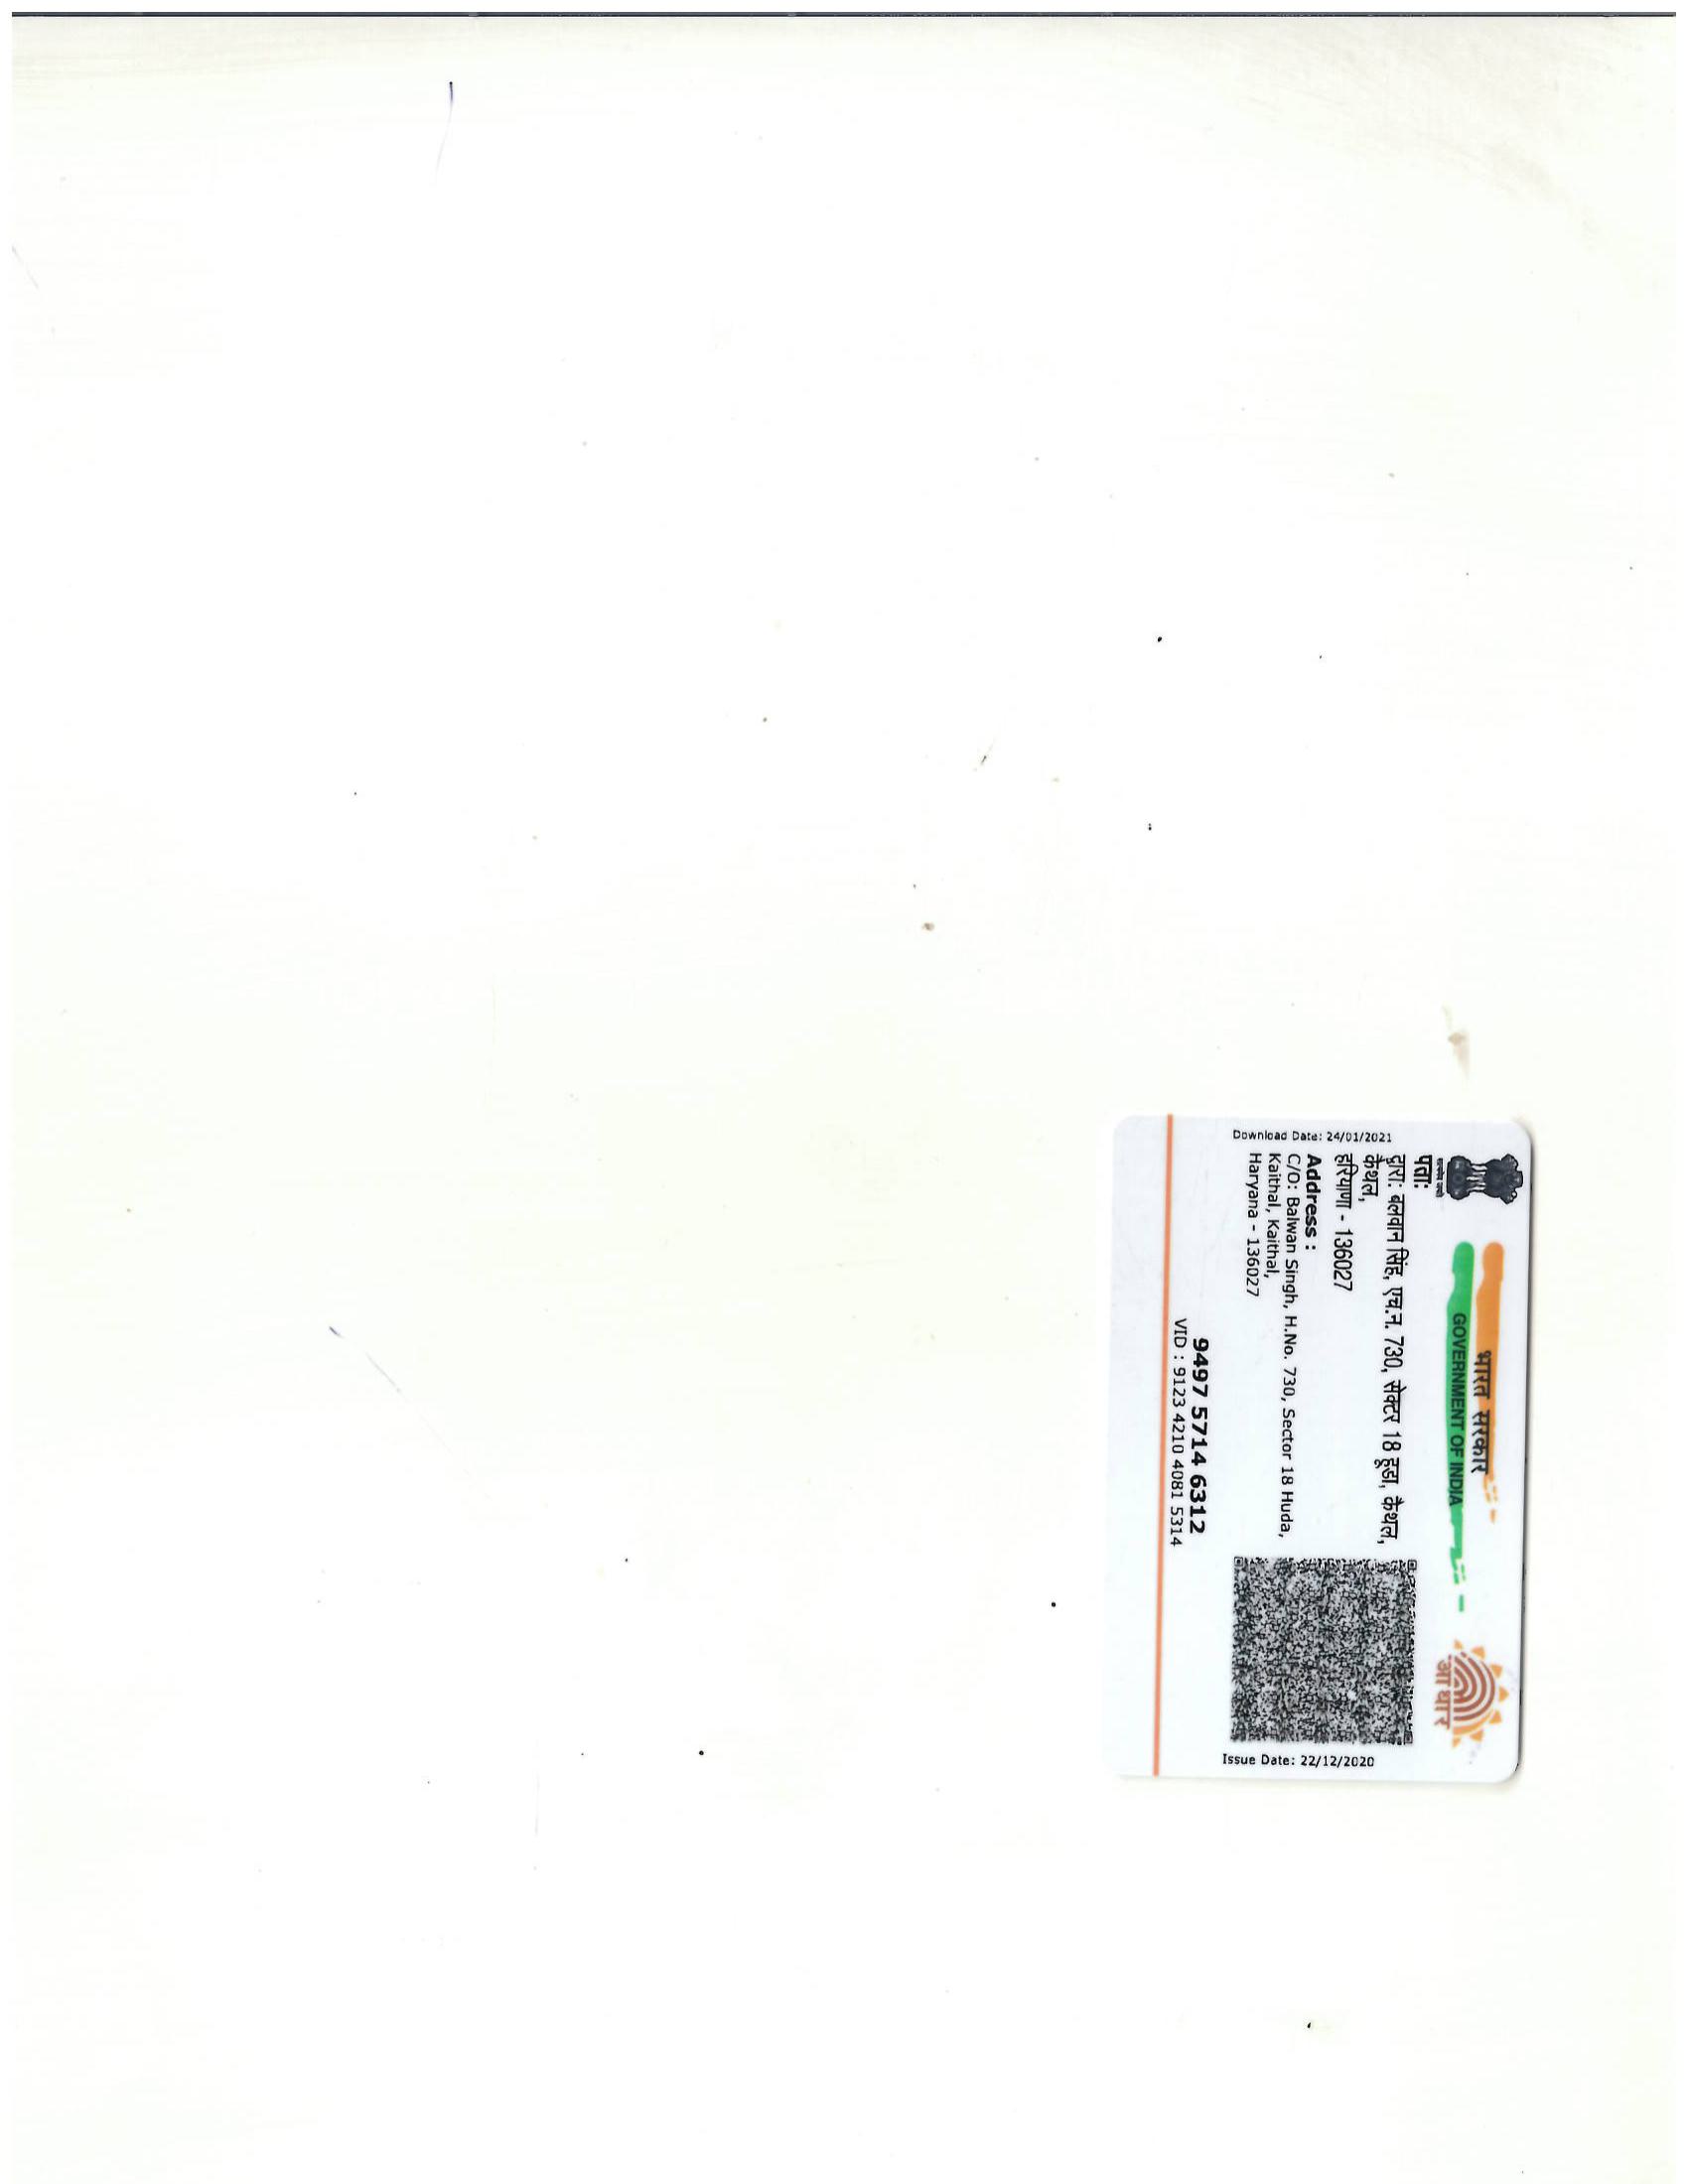 भारत सरकार
GOVERNMENT OF INDIA
आधार
पता:
द्वारा: बलवान सिंह, एच.न. 730, सेक्टर 18 हूडा, कैथल,
कैथल,
हरियाणा - 136027
Address :
C/O: Balwan Singh, H.No. 730, Sector 18 Huda,
Kaithal, Kaithal,
Haryana - 136027
Download Date: 24/01/2021
Issue Date: 22/12/2020
9497 5714 6312
VID : 9123 4210 4081 5314